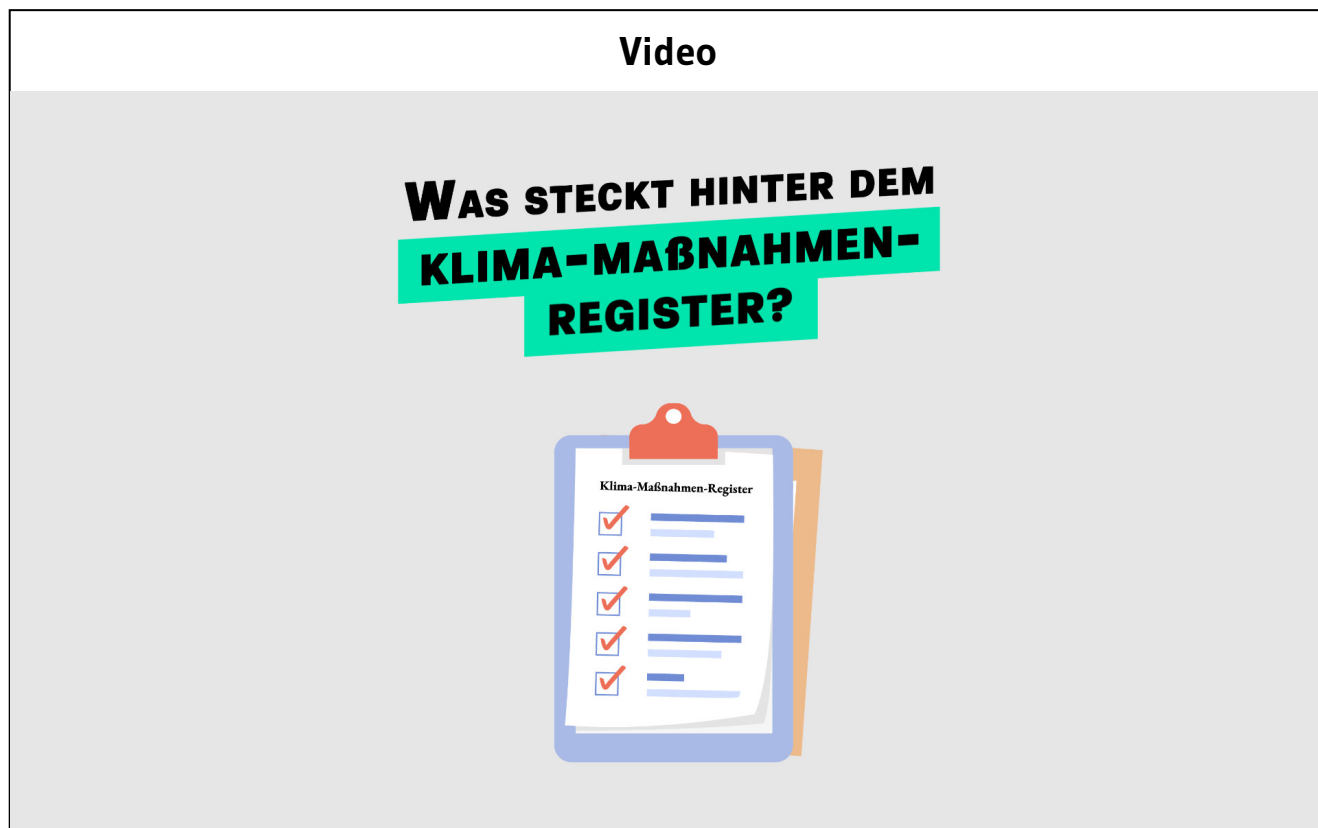 Video
Was steckt hinter dem
Klima-Maßnahmen-
Register?
Klima-Maßnahmen-Register